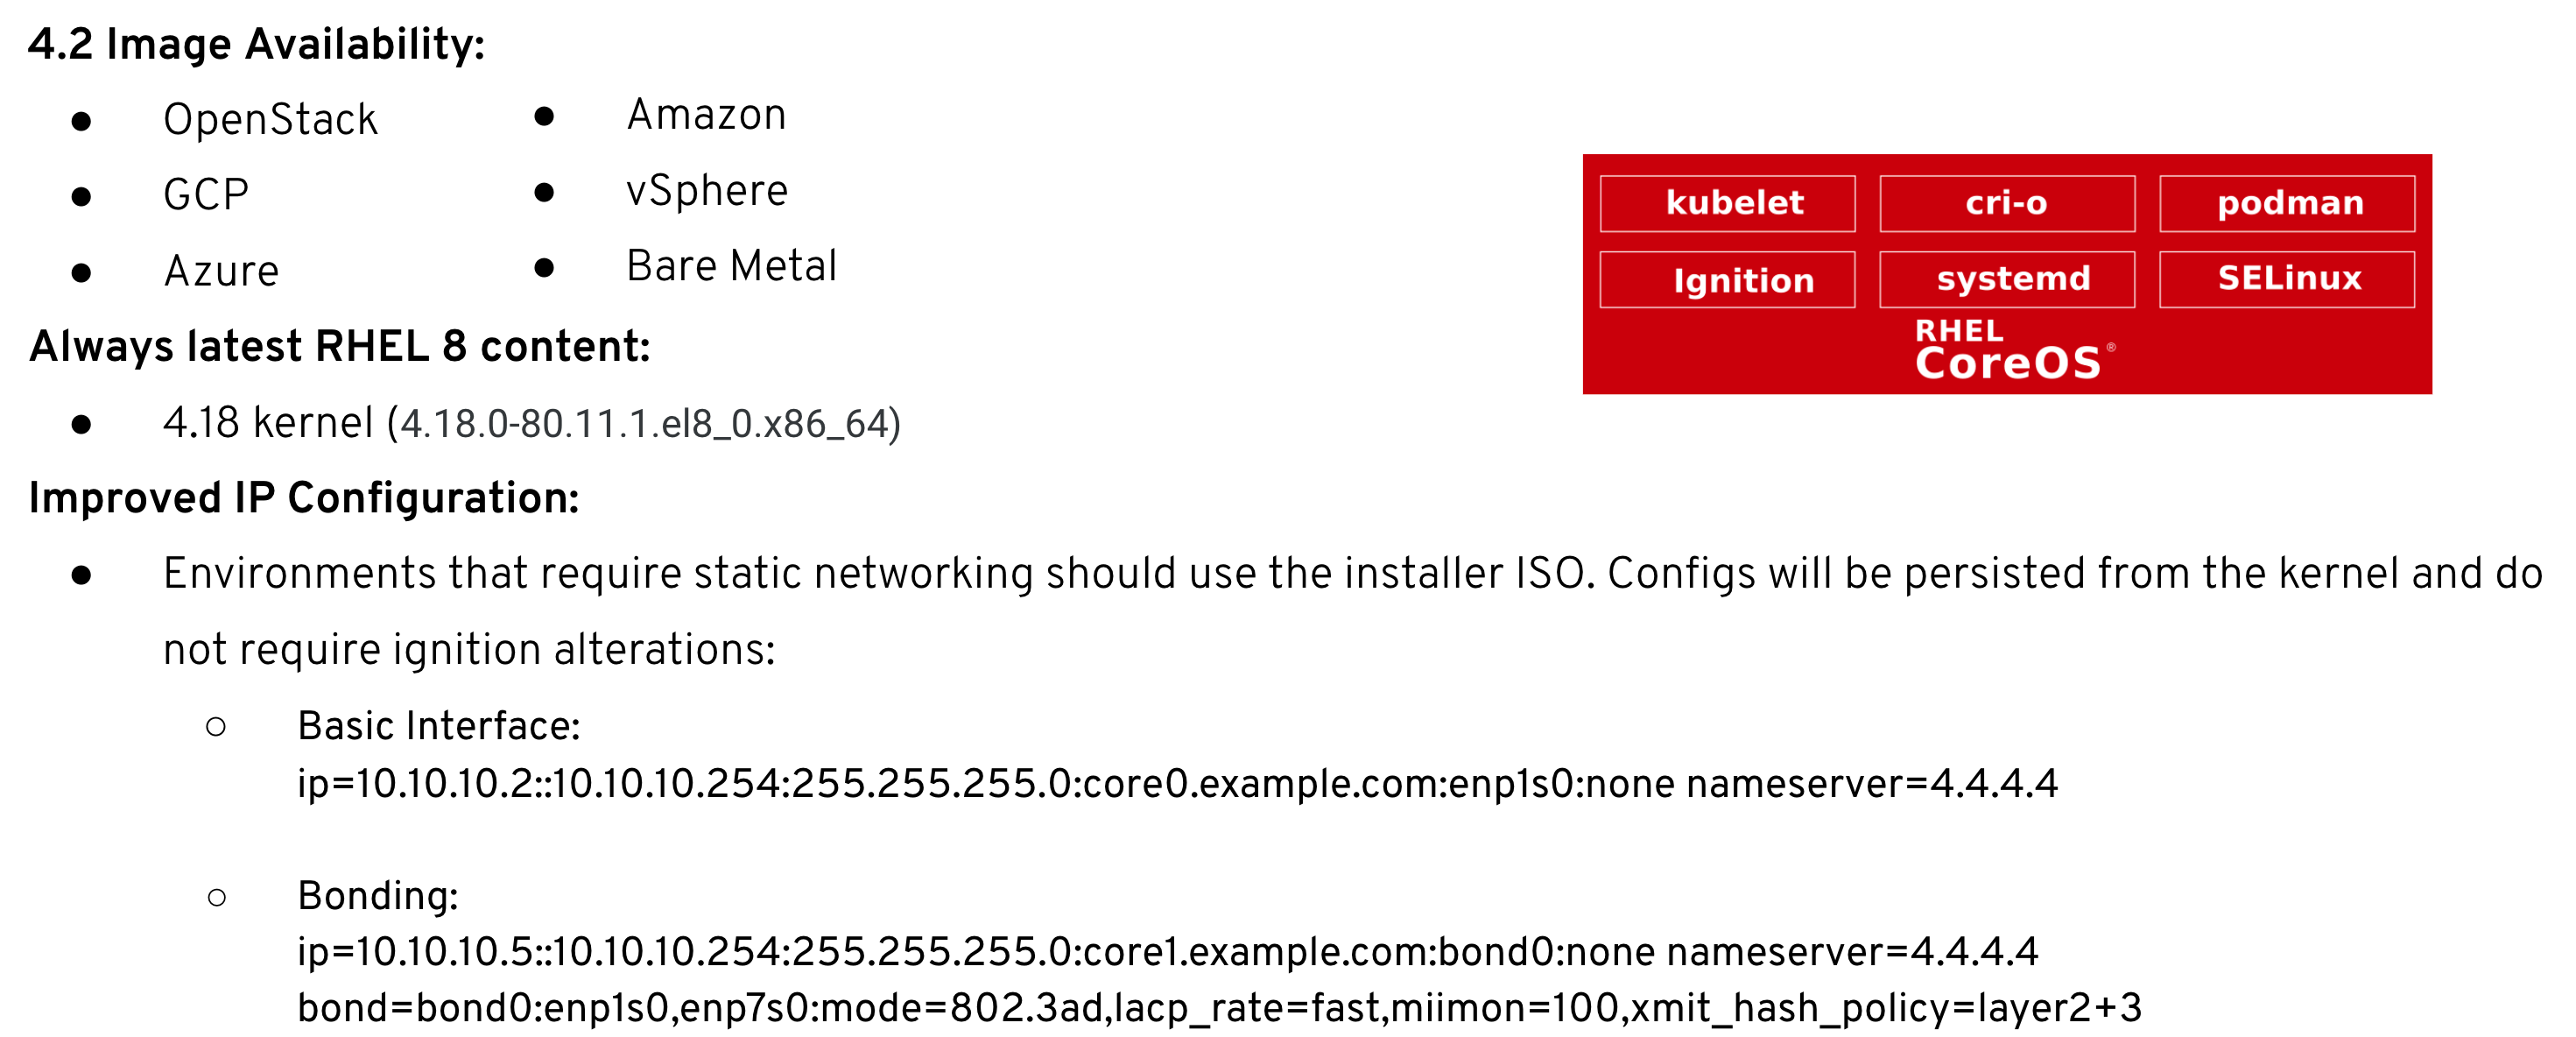 4.2 Image Availability:
● OpenStack
● GCP
● Azure
● Amazon
● vSphere
● Bare Metal
Always latest RHEL 8 content:
● 4.18 kernel (4.18.0-80.11.1.el8_0.x86_64)
Improved IP Configuration:
● Environments that require static networking should use the installer ISO. Configs will be persisted from the kernel and do
not require ignition alterations:
○ Basic Interface:
ip=10.10.10.2::10.10.10.254:255.255.255.0:core0.example.com:enp1s0:none nameserver=4.4.4.4
○ Bonding:
ip=10.10.10.5::10.10.10.254:255.255.255.0:core1.example.com:bond0:none nameserver=4.4.4.4
bond=bond0:enp1s0,enp7s0:mode=802.3ad,lacp_rate=fast,miimon=100,xmit_hash_policy=layer2+3
kubelet
cri-o
podman
Ignition
systemd
SELinux
RHEL
CoreOS®